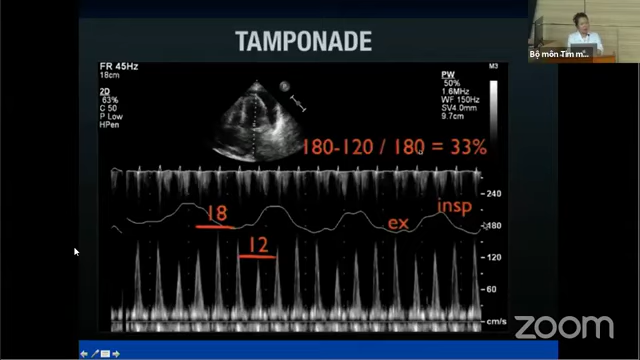 TAMPONADE
FR 45Hz
18cm
2D
63%
C 50
P Low
HPen
M3
PW
50%
1.6MHz
WF 150Hz
SV4.0mm
9.7cm
180-120 / 180 = 33%
240
180
120
60
cm/s
18
12
ex
insp
Bộ môn Tim m...
zoom